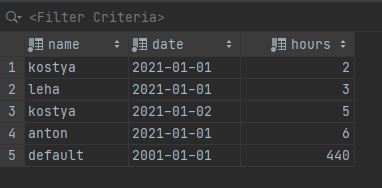 <Filter Criteria>
name date hours
1 kostya 2021-01-01 2
2 leha 2021-01-01 3
3 kostya 2021-01-02 5
4 anton 2021-01-01 6
5 default 2001-01-01 440